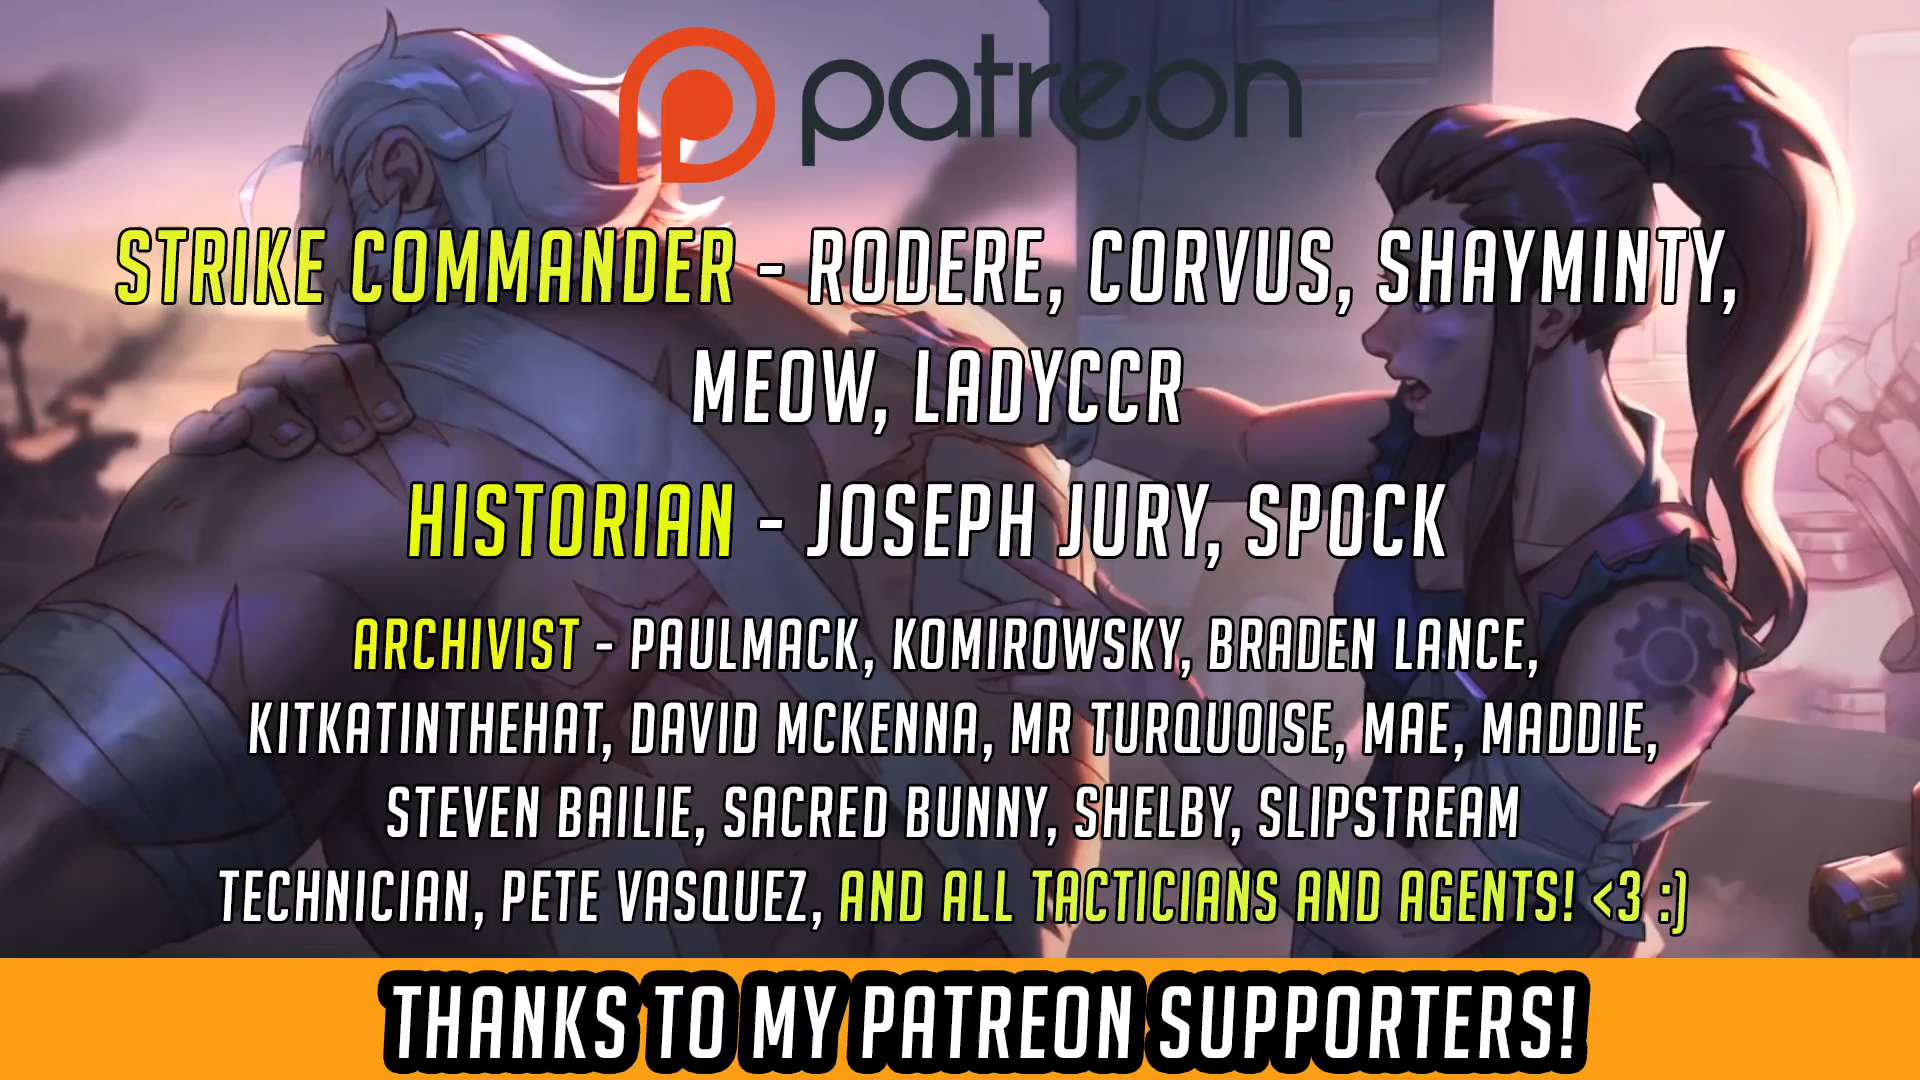 patreon
STRIKE COMMANDER - RODERE, CORVUS, SHAYMINTY,
MEOW, LADYCCR
HISTORIAN - JOSEPH JURY, SPOCK
ARCHIVIST - PAULMACK, KOMIROWSKY, BRADEN LANCE,
KITKATINTHEHAT, DAVID MCKENNA, MR TURQUOISE, MAE, MADDIE,
STEVEN BAILIE, SACRED BUNNY, SHELBY, SLIPSTREAM
TECHNICIAN, PETE VASQUEZ, AND ALL TACTICIANS AND AGENTS! <3 :)
THANKS TO MY PATREON SUPPORTERS!